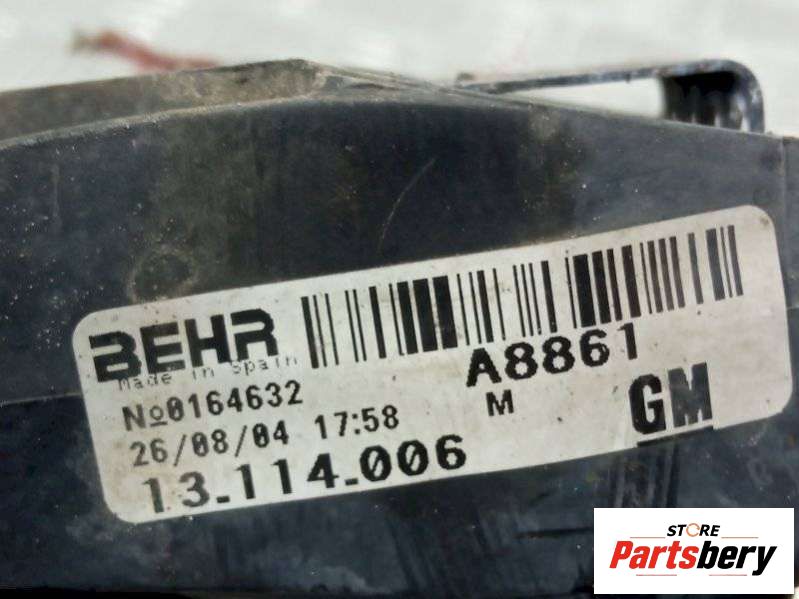 BEHR
Made in Spain
A8861
Nº0164632
M
26/08/04 17:58
GM
13.114.006
STORE
Partsbery